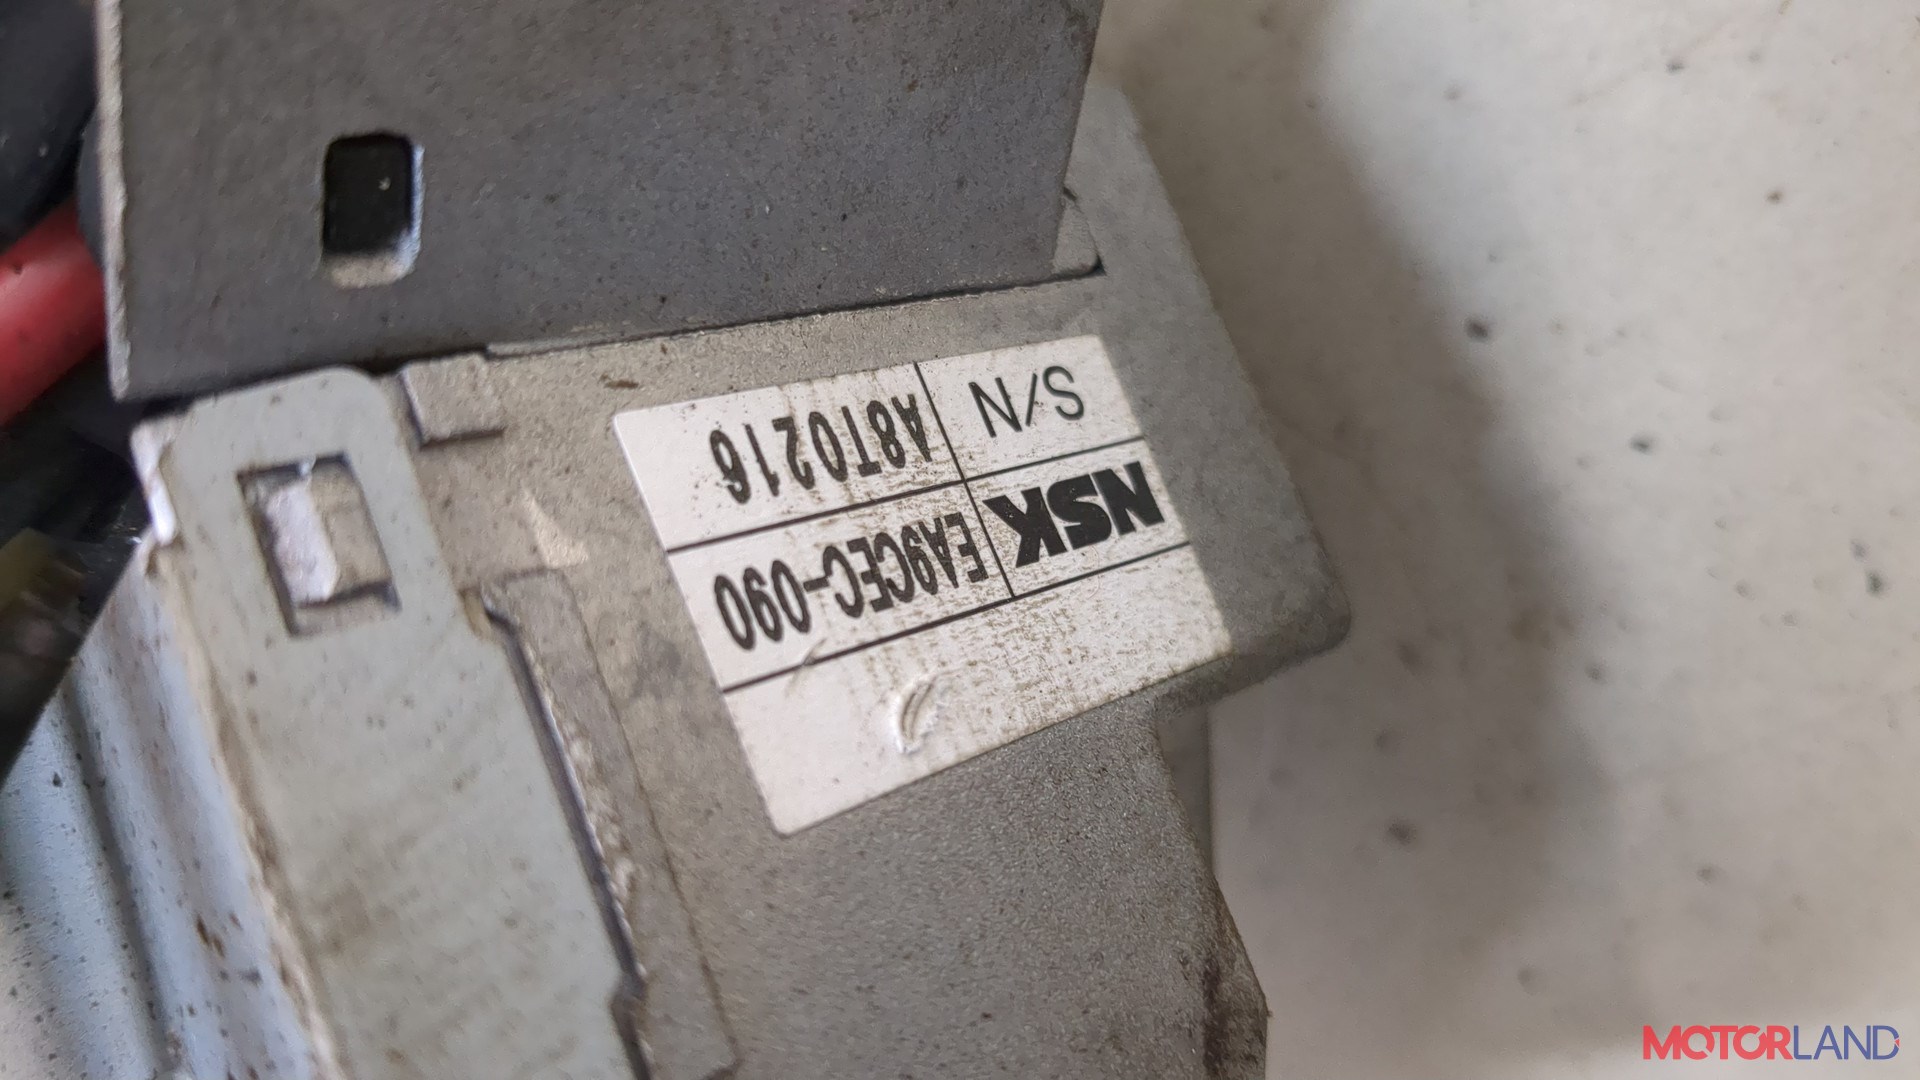 NSK EA9CEC-090
S/N A8T0216
MOTORLAND